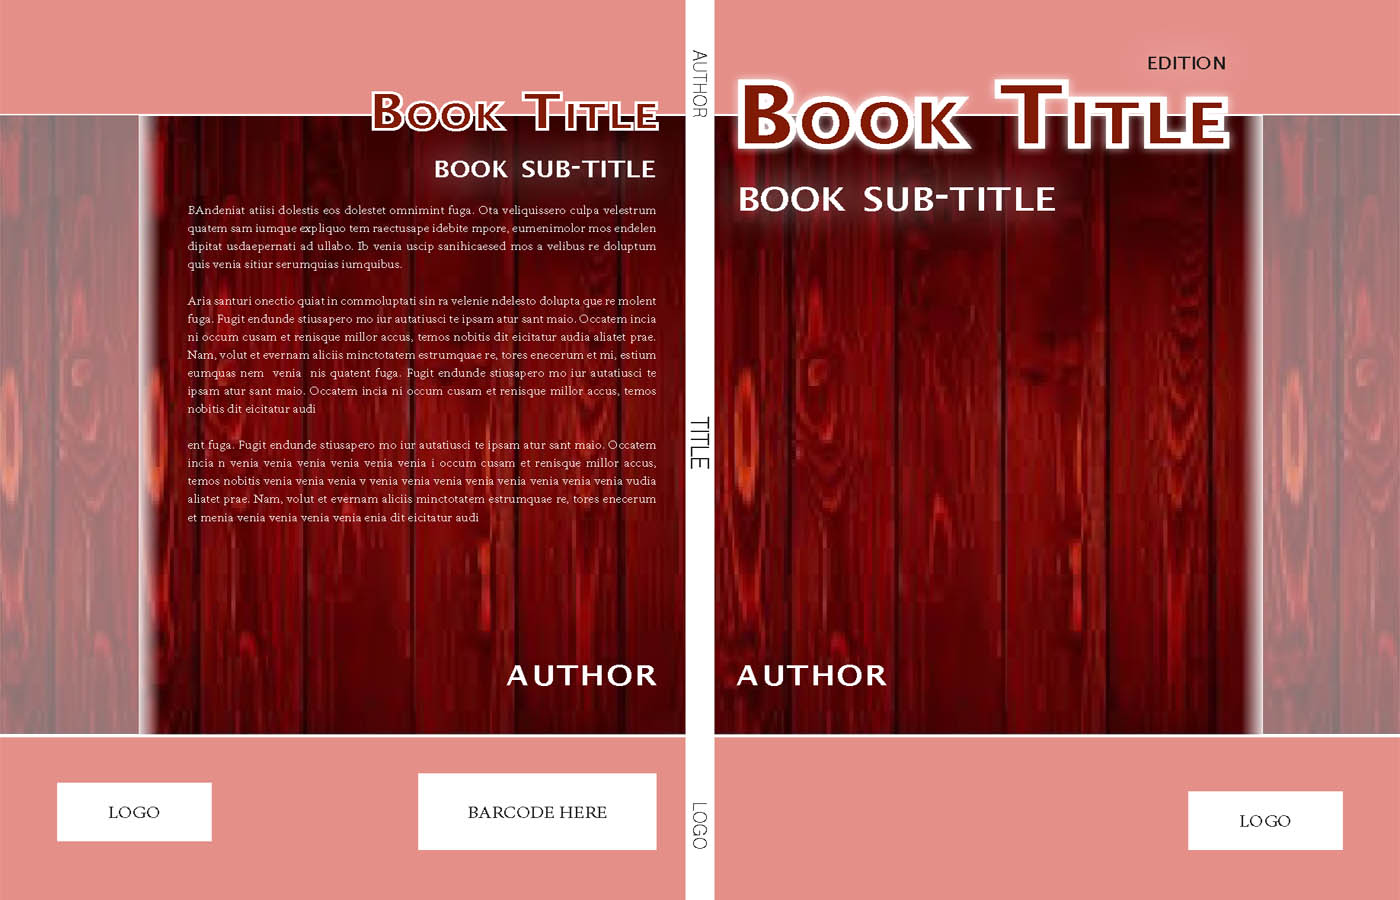 Book Title
BOOK SUB-TITLE
BAndeniat atiisi dolestis eos dolestet omnimint fuga. Ota veliquissero culpa velestrum
quatem sam iumque expliquo tem raectusape idebite mpore, eumenimolor mos endelen
dipitat usdaepernati ad ullabo. Ib venia uscip sanihicaesed mos a velibus re doluptum
quis venia sitiur serumquias iumquibus.
Aria santuri onectio quiat in commoluptati sin ra velenie ndelesto dolupta que re molent
fuga. Fugit endunde stiusapero mo iur autatiusci te ipsam atur sant maio. Occatem incia
ni occum cusam et renisque millor accus, temos nobitis dit eicitatur audia aliatet prae.
Nam, volut et evernam aliciis minctotatem estrumquae re, tores enecerum et mi, estium
eumquas nem venia nis quatent fuga. Fugit endunde stiusapero mo iur autatiusci te
ipsam atur sant maio. Occatem incia ni occum cusam et renisque millor accus, temos
nobitis dit eicitatur audi
ent fuga. Fugit endunde stiusapero mo iur autatiusci te ipsam atur sant maio. Occatem
incia n venia venia venia venia venia venia i occum cusam et renisque millor accus,
temos nobitis venia venia venia v venia venia venia venia venia venia venia venia vudia
aliatet prae. Nam, volut et evernam aliciis minctotatem estrumquae re, tores enecerum
et menia venia venia venia venia enia dit eicitatur audi
AUTHOR
LOGO
BARCODE HERE
AUTHOR
TITLE
LOGO
EDITION
Book Title
BOOK SUB-TITLE
AUTHOR
LOGO